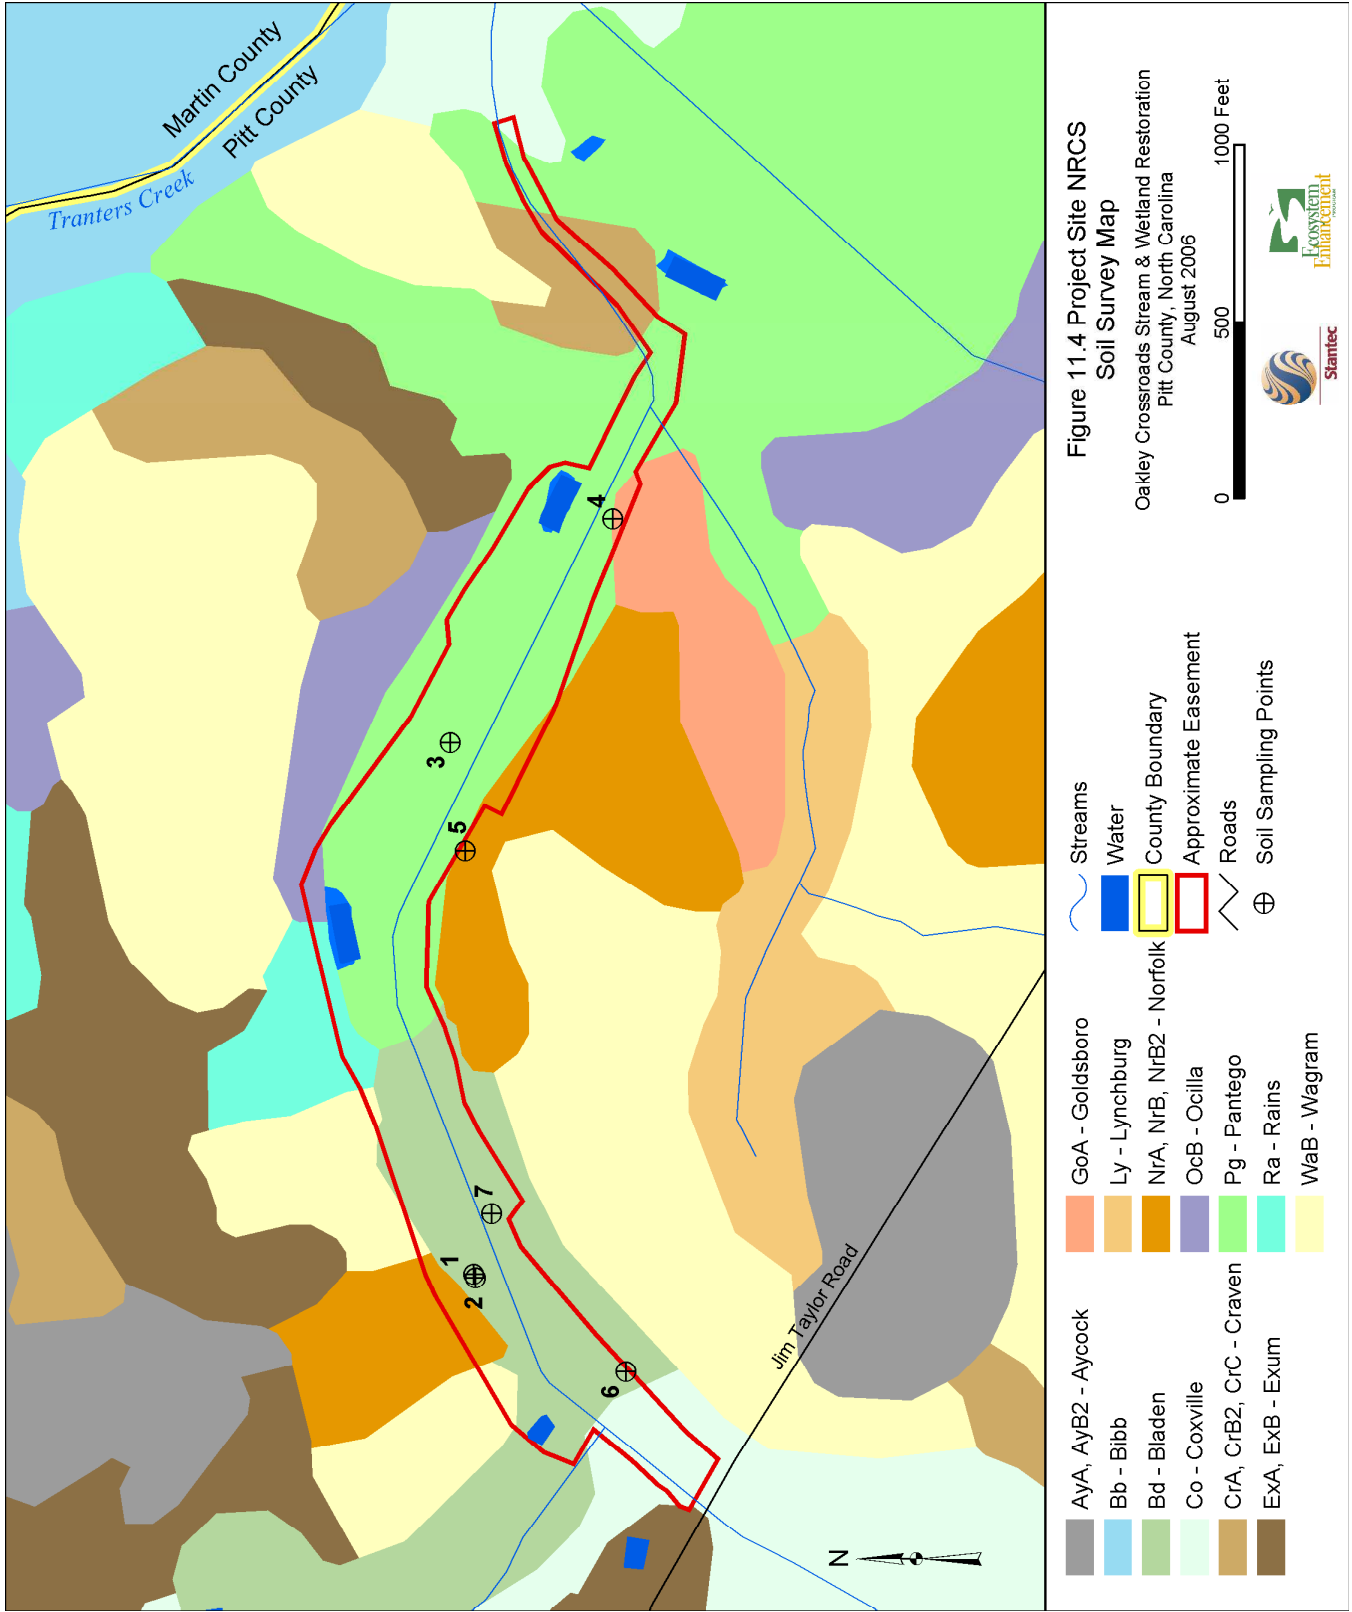 Martin County
Pitt County
Tranters Creek
1
2
3
4
5
6
7
Jim Taylor Road
N
AyA, AyB2 - Aycock
Bb - Bibb
Bd - Bladen
Co - Coxville
CrA, CrB2, CrC - Craven
ExA, ExB - Exum
GoA - Goldsboro
Ly - Lynchburg
NrA, NrB, NrB2 - Norfolk
OcB - Ocilla
Pg - Pantego
Ra - Rains
WaB - Wagram
Streams
Water
County Boundary
Approximate Easement
Roads
Soil Sampling Points
Figure 11.4 Project Site NRCS
Soil Survey Map
Oakley Crossroads Stream & Wetland Restoration
Pitt County, North Carolina
August 2006
0 500 1000 Feet
Stantec
Ecosystem
Enhancement
PROGRAM